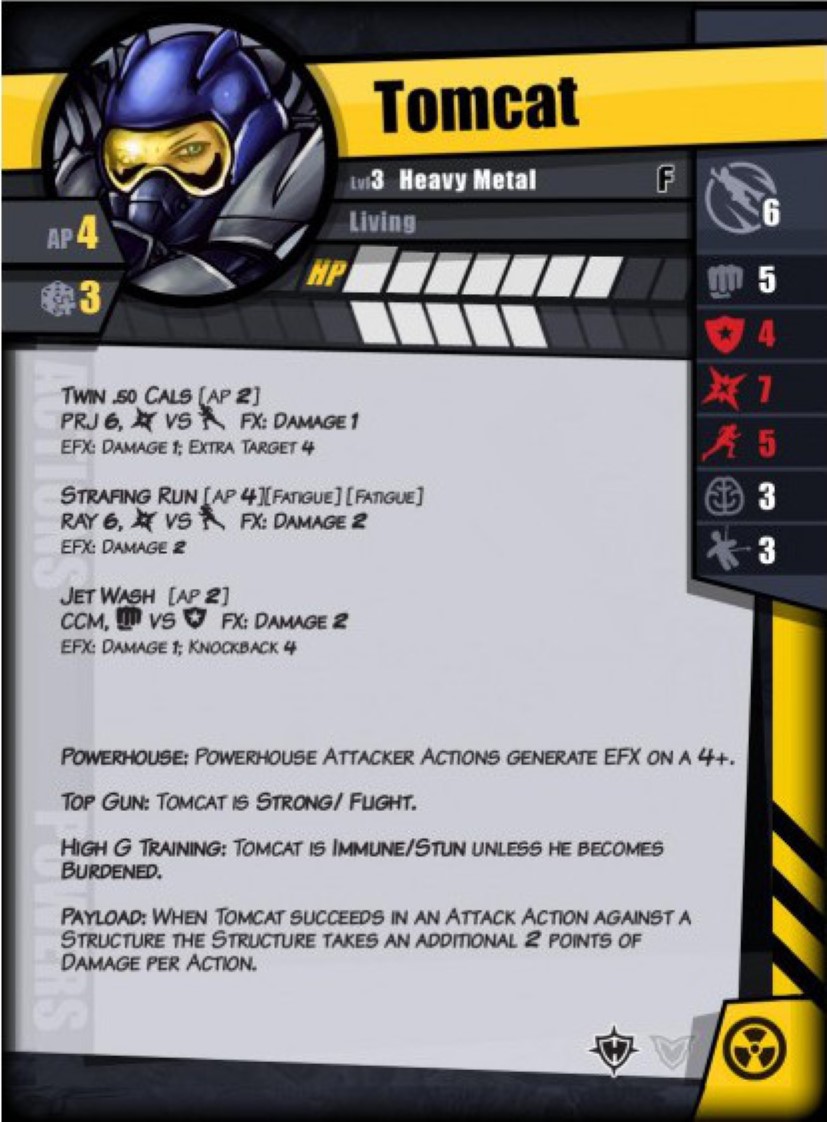 Tomcat
Lvl3 Heavy Metal F
Living
AP 4
3
HP
6
5
4
7
5
3
3
ACTIONS
Twin .50 Cals [AP 2]
PRJ 6, VS FX: Damage 1
EFX: Damage 1; Extra Target 4
Strafing Run [AP 4][Fatigue] [Fatigue]
RAY 6, VS FX: Damage 2
EFX: Damage 2
Jet Wash [AP 2]
CCM, VS FX: Damage 2
EFX: Damage 1; Knockback 4
POWERS
Powerhouse: Powerhouse Attacker Actions generate EFX on a 4+.
Top Gun: Tomcat is Strong/ Flight.
High G Training: Tomcat is Immune/Stun unless he becomes
Burdened.
Payload: When Tomcat succeeds in an Attack Action against a
Structure the Structure takes an additional 2 points of
Damage per Action.
H